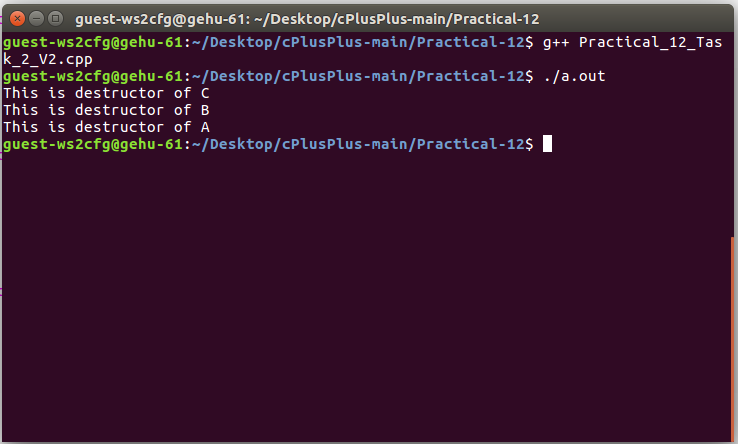 guest-ws2cfg@gehu-61: ~/Desktop/cPlusPlus-main/Practical-12
guest-ws2cfg@gehu-61:~/Desktop/cPlusPlus-main/Practical-12$ g++ Practical_12_Tas
k_2_V2.cpp
guest-ws2cfg@gehu-61:~/Desktop/cPlusPlus-main/Practical-12$ ./a.out
This is destructor of C
This is destructor of B
This is destructor of A
guest-ws2cfg@gehu-61:~/Desktop/cPlusPlus-main/Practical-12$